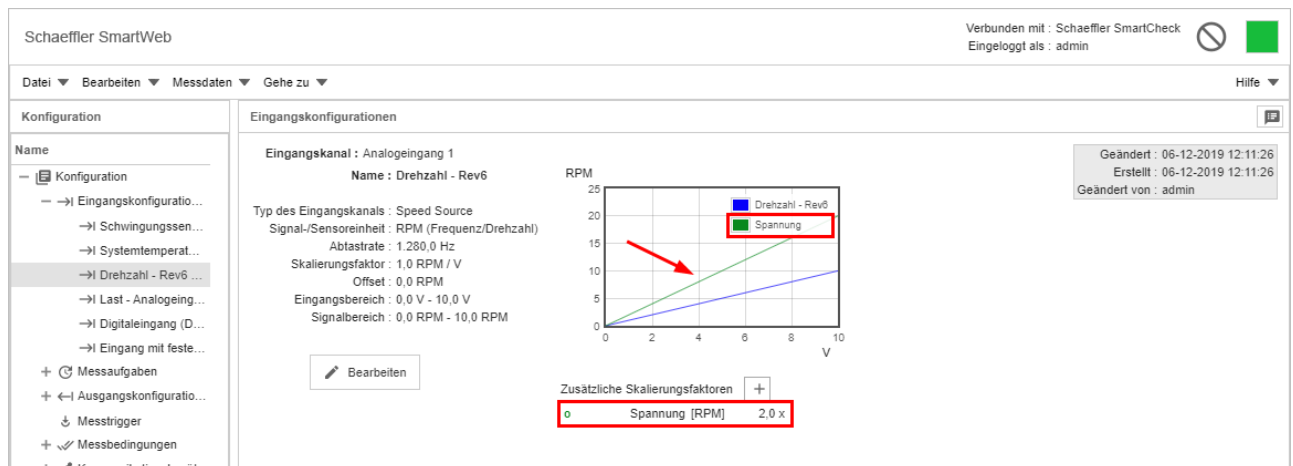 Schaeffler SmartWeb
Verbunden mit : Schaeffler SmartCheck
Eingeloggt als : admin
Datei Bearbeiten Messdaten Gehe zu Hilfe
Konfiguration
Name
Konfiguration
Eingangskonfiguratio...
Schwingungssen...
Systemtemperat...
Drehzahl - Rev6 ...
Last - Analogeing...
Digitaleingang (D...
Eingang mit feste...
Messaufgaben
Ausgangskonfiguratio...
Messtrigger
Messbedingungen
Eingangskonfigurationen
Eingangskanal : Analogeingang 1
Name : Drehzahl - Rev6
Typ des Eingangskanals : Speed Source
Signal-/Sensoreinheit : RPM (Frequenz/Drehzahl)
Abtastrate : 1.280,0 Hz
Skalierungsfaktor : 1,0 RPM / V
Offset : 0,0 RPM
Eingangsbereich : 0,0 V - 10,0 V
Signalbereich : 0,0 RPM - 10,0 RPM
Bearbeiten
RPM
25
20
15
10
5
0
0 2 4 6 8 10
V
Drehzahl - Rev6
Spannung
Zusätzliche Skalierungsfaktoren +
o Spannung [RPM] 2,0 x
Geändert : 06-12-2019 12:11:26
Erstellt : 06-12-2019 12:11:26
Geändert von : admin